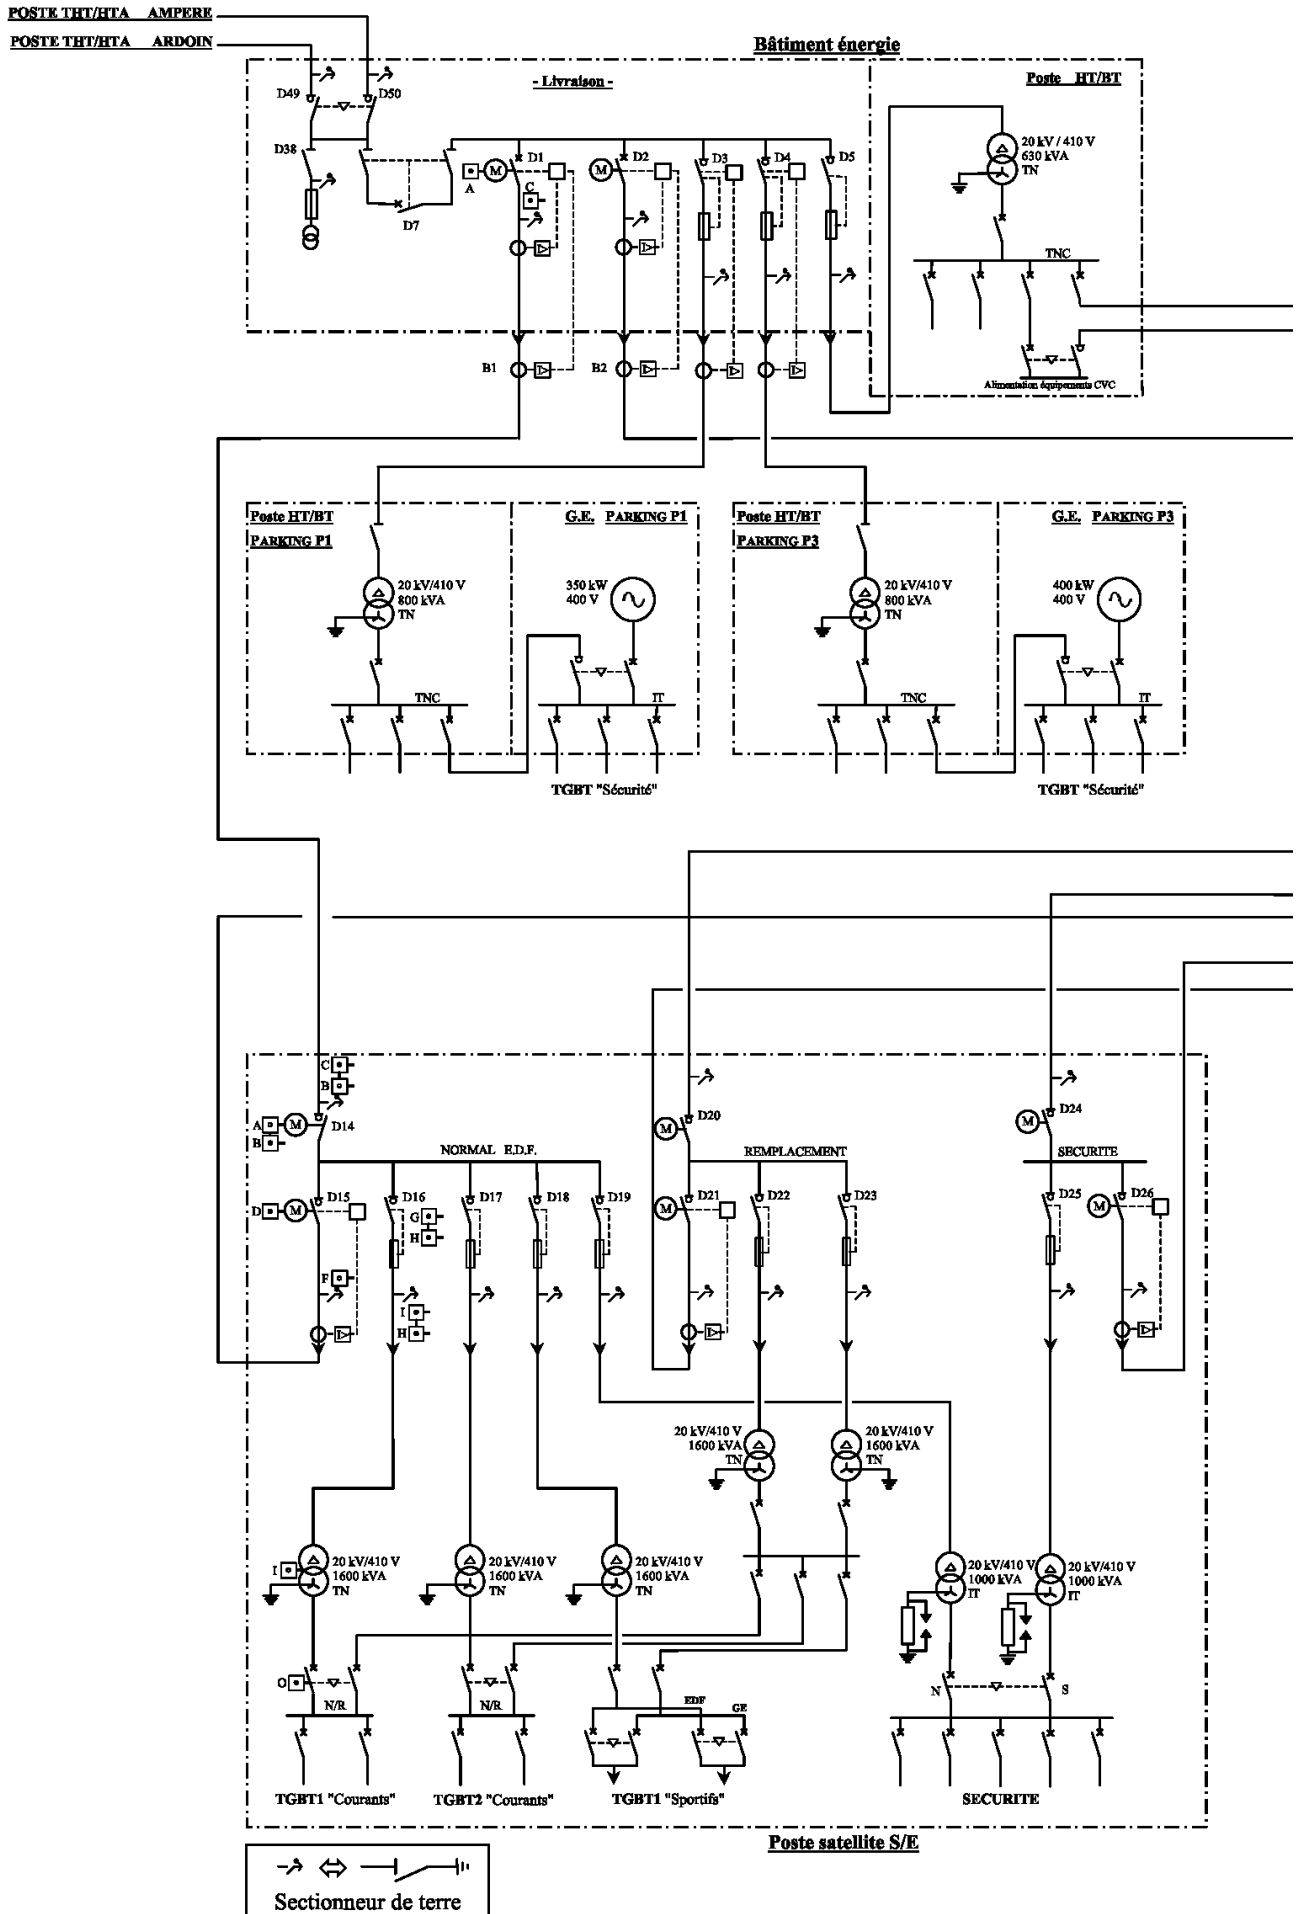 POSTE THT/HTA AMPERE
POSTE THT/HTA ARDOIN
Bâtiment énergie
- Livraison -
Poste HT/BT
D49
D50
D38
D7
A
M
D1
C
M
D2
D3
D4
D5
20 kV / 410 V
630 kVA
TN
TNC
Alimentation équipements CVC
B1
B2
Poste HT/BT
PARKING P1
G.E. PARKING P1
20 kV/410 V
800 kVA
TN
350 kW
400 V
TNC
IT
TGBT "Sécurité"
Poste HT/BT
PARKING P3
G.E. PARKING P3
20 kV/410 V
800 kVA
TN
400 kW
400 V
TNC
IT
TGBT "Sécurité"
C
B
A
M
D14
B
NORMAL E.D.F.
D
M
D15
D16
D17
D18
D19
G
H
F
I
H
M
D20
REMPLACEMENT
M
D21
D22
D23
M
D24
SECURITE
D25
M
D26
20 kV/410 V
1600 kVA
TN
20 kV/410 V
1600 kVA
TN
I
20 kV/410 V
1600 kVA
TN
20 kV/410 V
1600 kVA
TN
20 kV/410 V
1600 kVA
TN
20 kV/410 V
1000 kVA
IT
20 kV/410 V
1000 kVA
IT
O
N/R
N/R
EDF
GE
N
S
TGBT1 "Courants"
TGBT2 "Courants"
TGBT1 "Sportifs"
SECURITE
Poste satellite S/E
Sectionneur de terre